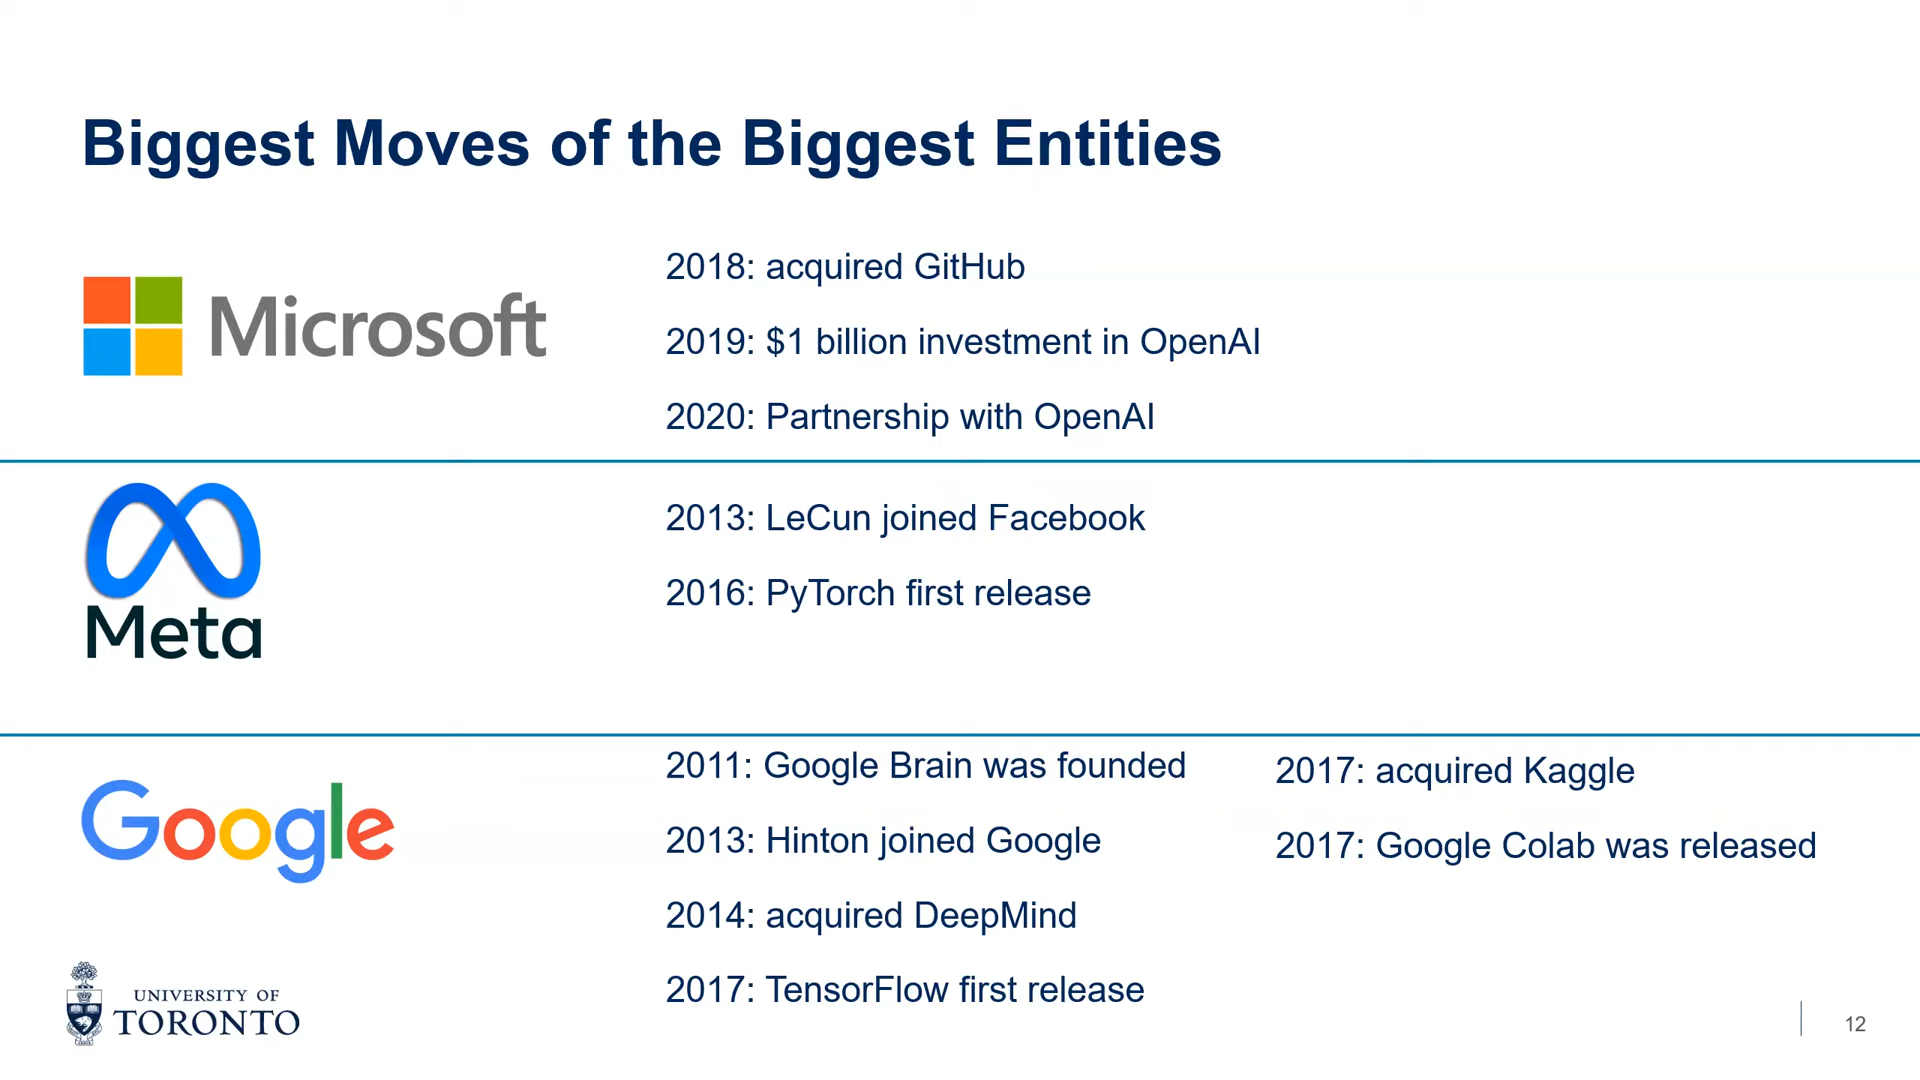 Biggest Moves of the Biggest Entities
Microsoft
2018: acquired GitHub
2019: $1 billion investment in OpenAI
2020: Partnership with OpenAI
Meta
2013: LeCun joined Facebook
2016: PyTorch first release
Google
2011: Google Brain was founded
2013: Hinton joined Google
2014: acquired DeepMind
2017: TensorFlow first release
2017: acquired Kaggle
2017: Google Colab was released
UNIVERSITY OF
TORONTO
12